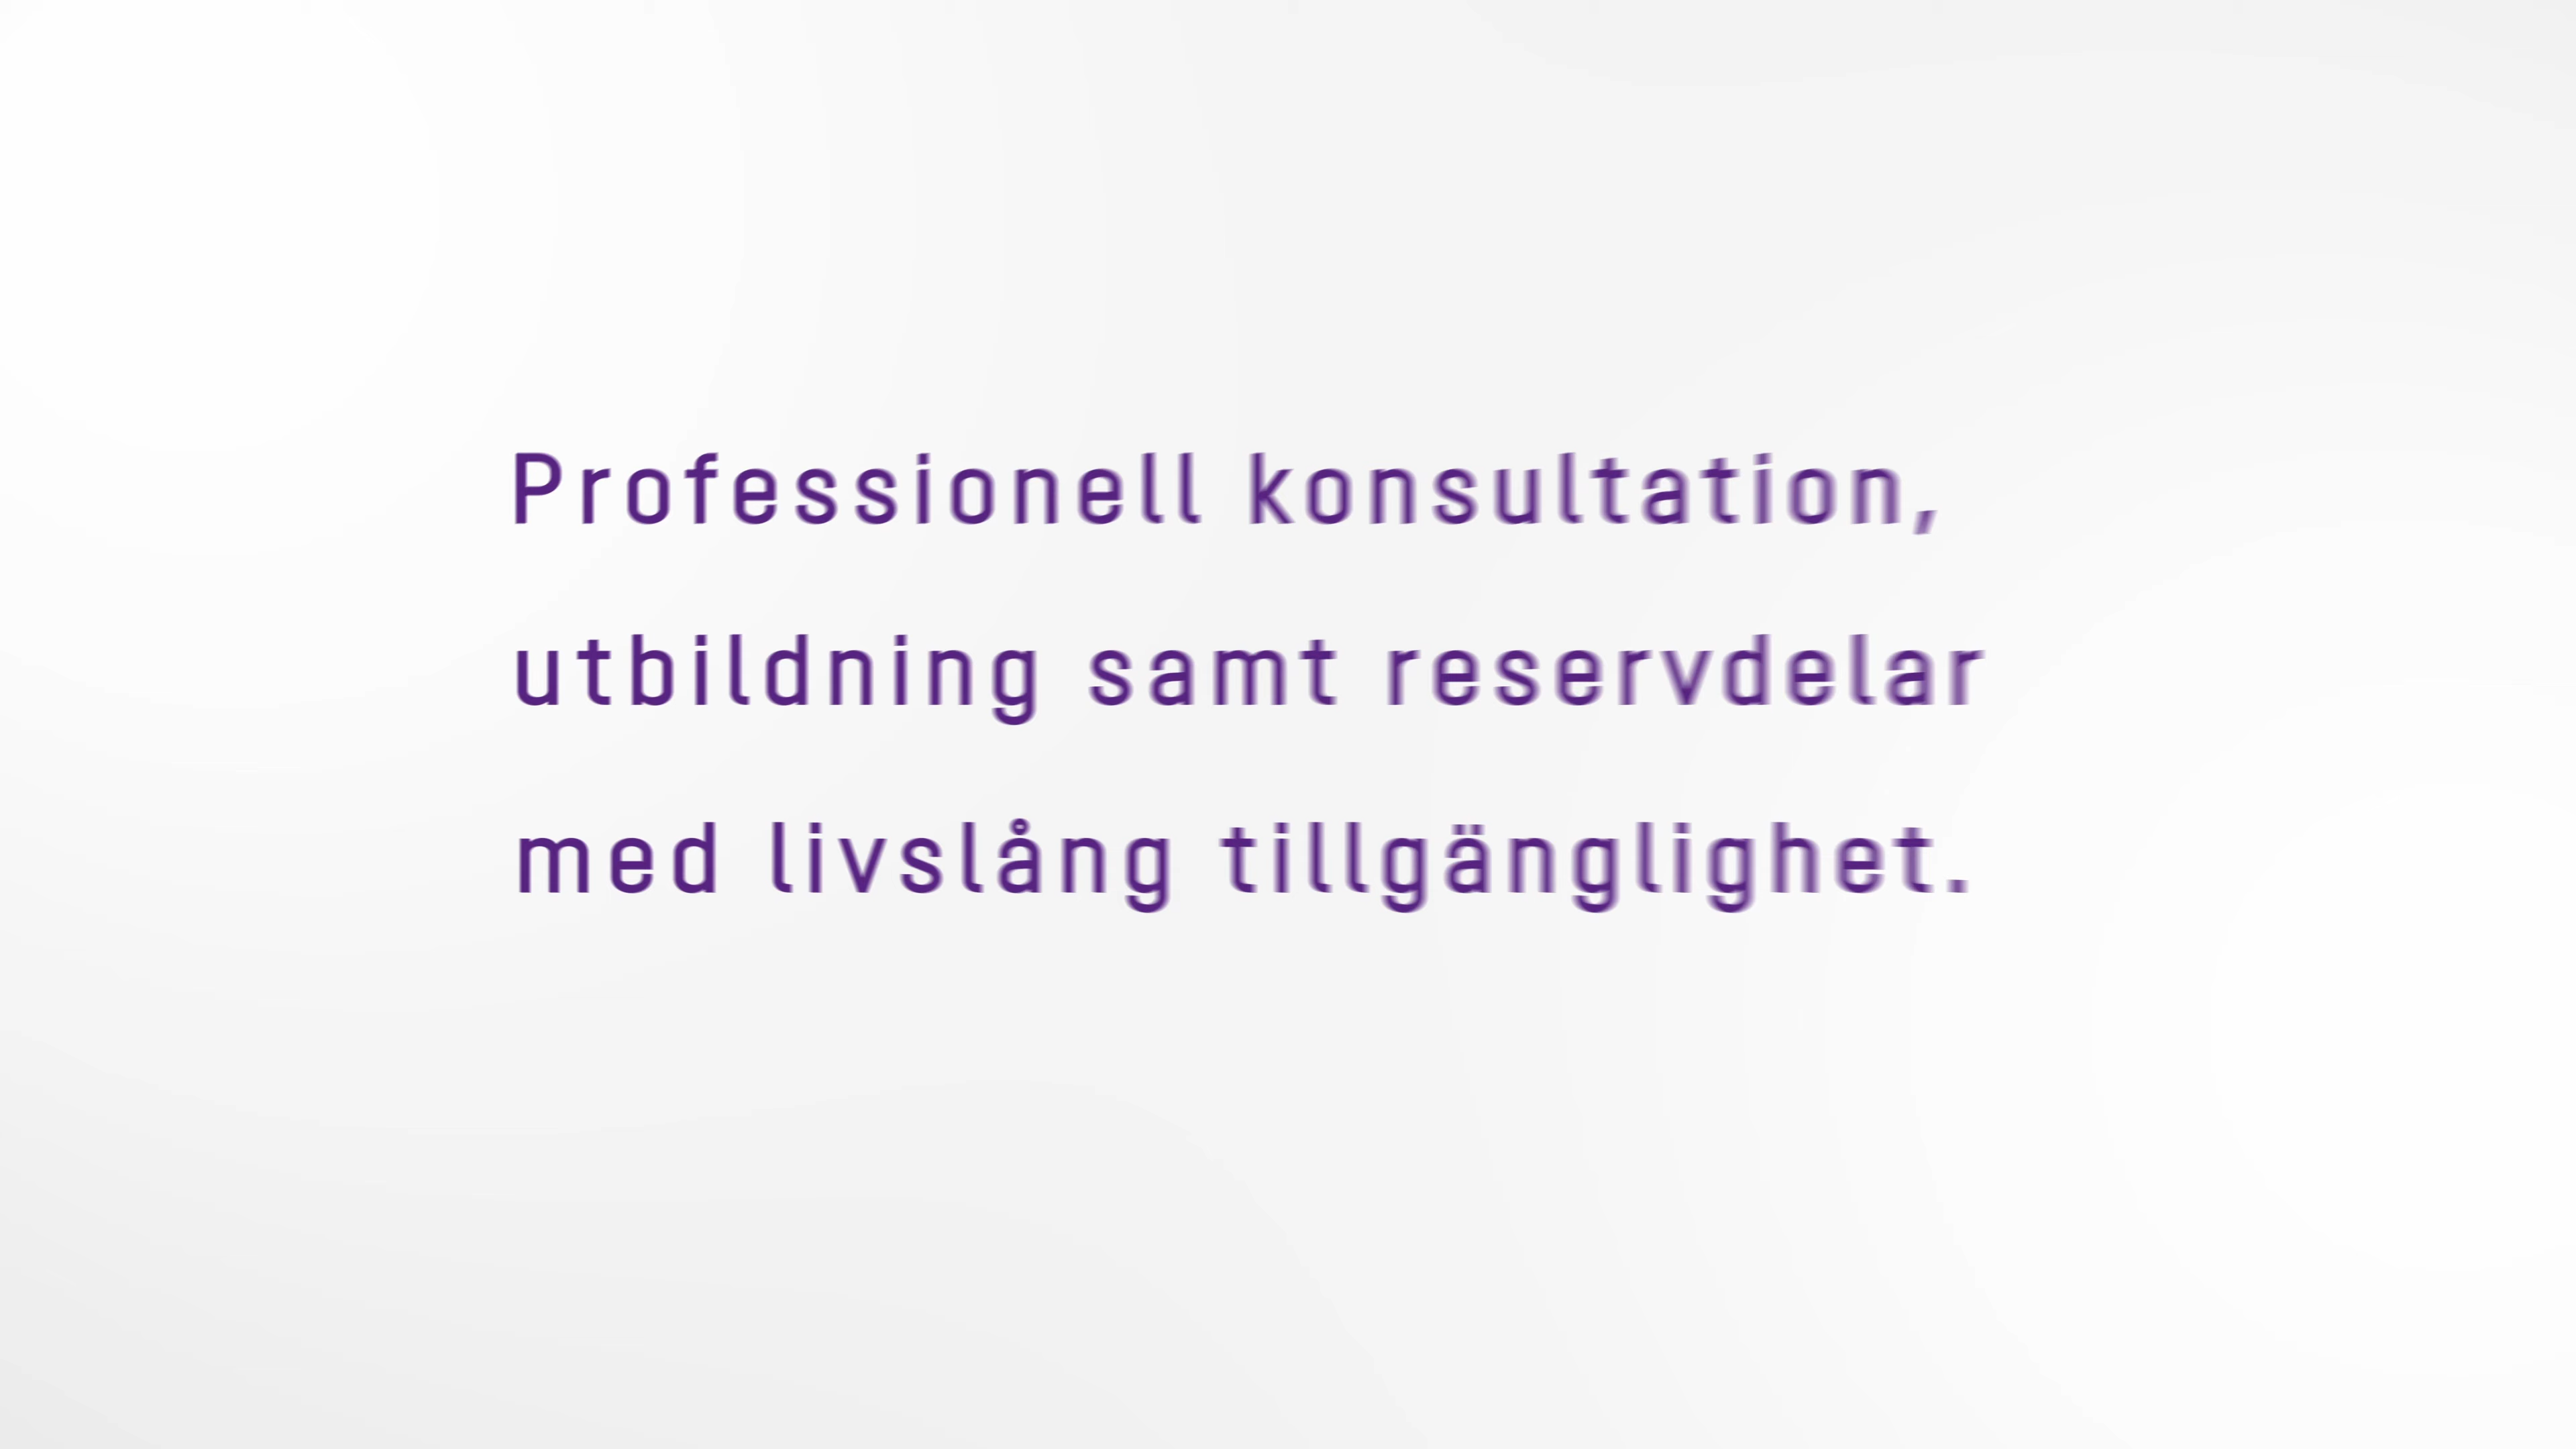 Professionell konsultation,
utbildning samt reservdelar
med livslång tillgänglighet.